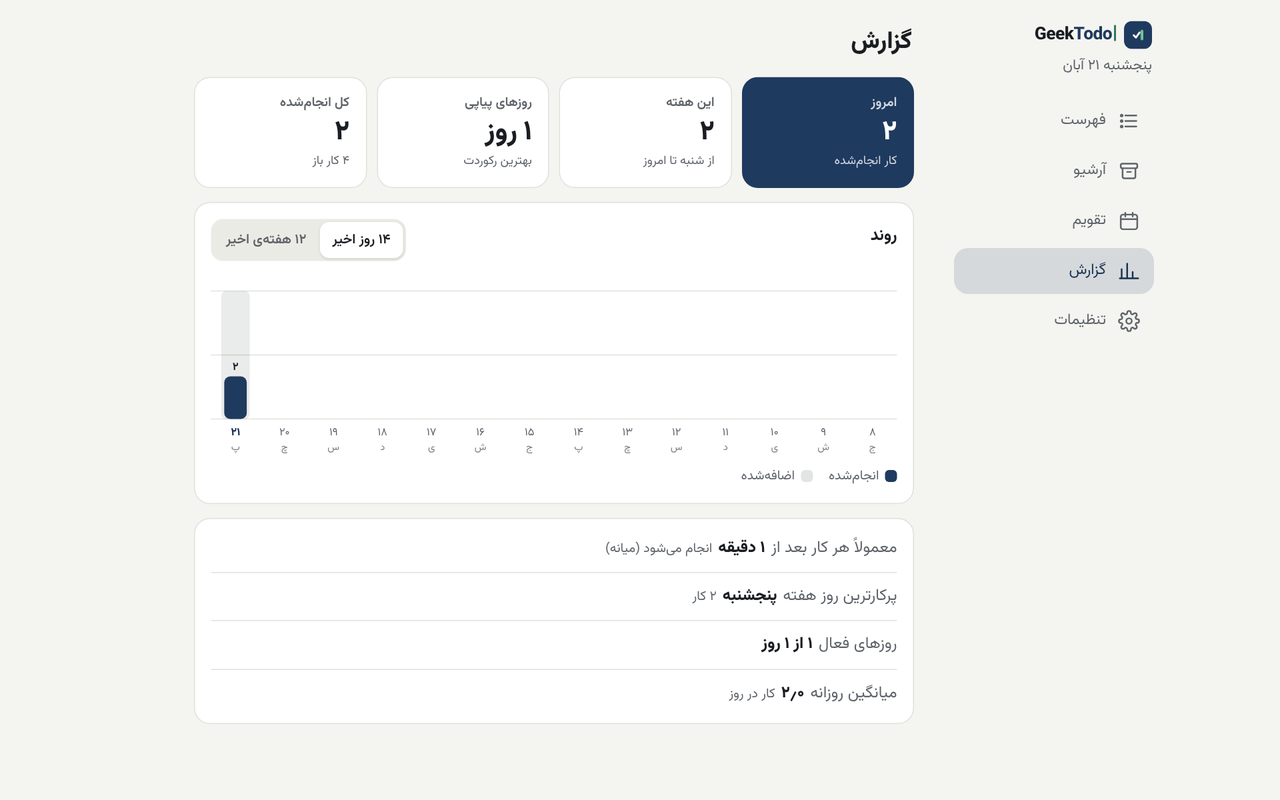 GeekTodo
پنجشنبه ۲۱ آبان
فهرست
آرشیو
تقویم
گزارش
تنظیمات
گزارش
امروز
۲
کار انجام‌شده
این هفته
۲
از شنبه تا امروز
روزهای پیاپی
۱ روز
بهترین رکوردت
کل انجام‌شده
۲
۴ کار باز
روند
۱۴ روز اخیر
۱۲ هفته‌ی اخیر
۲
۸ ۹ ۱۰ ۱۱ ۱۲ ۱۳ ۱۴ ۱۵ ۱۶ ۱۷ ۱۸ ۱۹ ۲۰ ۲۱
ج ش ی د س چ پ ج ش ی د س چ پ
انجام‌شده
اضافه‌شده
معمولاً هر کار بعد از ۱ دقیقه انجام می‌شود (میانه)
پرکارترین روز هفته پنجشنبه ۲ کار
روزهای فعال ۱ از ۱ روز
میانگین روزانه ۲٫۰ کار در روز